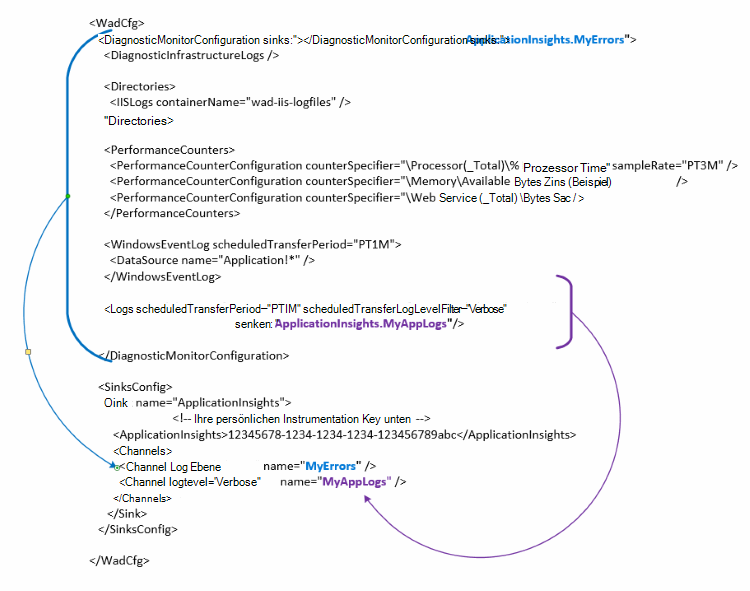 <WadCfg>
<DiagnosticMonitorConfiguration sinks:"></DiagnosticMonitorConfiguration sinks:"ApplicationInsights.MyErrors">
<DiagnosticInfrastructureLogs />
<Directories>
<IISLogs containerName="wad-iis-logfiles" />
"Directories>
<PerformanceCounters>
<PerformanceCounterConfiguration counterSpecifier="\Processor(_Total)\% Prozessor Time" sampleRate="PT3M" />
<PerformanceCounterConfiguration counterSpecifier="\Memory\Available Bytes Zins (Beispiel) />
<PerformanceCounterConfiguration counterSpecifier="\Web Service (_Total) \Bytes Sac / >
</PerformanceCounters>
<WindowsEventLog scheduledTransferPeriod="PT1M">
<DataSource name="Application!*" />
</WindowsEventLog>
<Logs scheduledTransferPeriod="PTIM" scheduledTransferLogLevelFilter="Verbose"
senken: "ApplicationInsights.MyAppLogs"/>
</DiagnosticMonitorConfiguration>
<SinksConfig>
Oink name="ApplicationInsights">
<!-- Ihre persönlichen Instrumentation Key unten -->
<ApplicationInsights>12345678-1234-1234-1234-123456789abc</ApplicationInsights>
<Channels>
<Channel Log Ebene name="MyErrors" />
<Channel logtevel="Verbose" name="MyAppLogs" />
</Channels>
</Sink>
</SinksConfig>
</WadCfg>